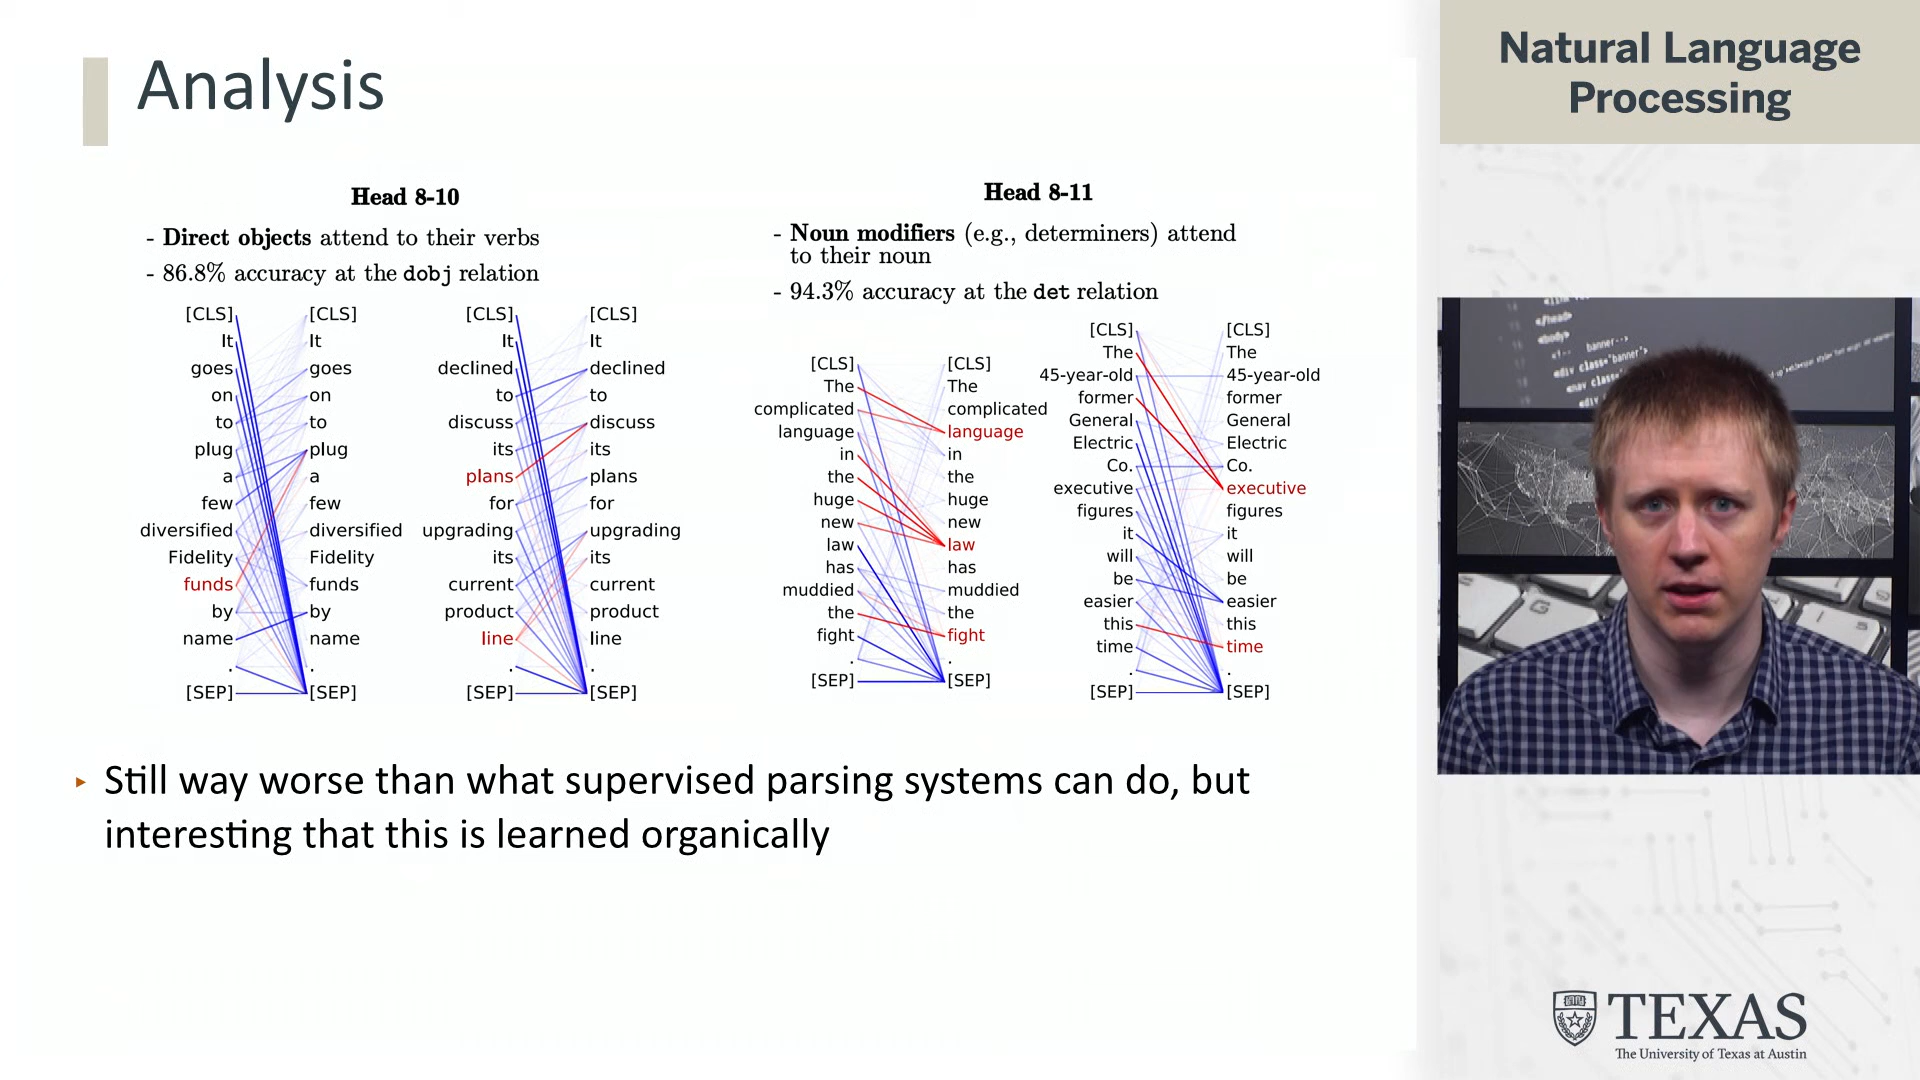 Analysis
Natural Language
Processing
Head 8-10
- Direct objects attend to their verbs
- 86.8% accuracy at the dobj relation
[CLS] [CLS] [CLS] [CLS]
It It It It
goes goes declined declined
on on to to
to to discuss discuss
plug plug its its
a a plans plans
few few for for
diversified diversified upgrading upgrading
Fidelity Fidelity its its
funds funds current current
by by product product
name name line line
. . . .
[SEP] [SEP] [SEP] [SEP]
Head 8-11
- Noun modifiers (e.g., determiners) attend
to their noun
- 94.3% accuracy at the det relation
[CLS] [CLS]
The The
complicated complicated
language language
in in
the the
huge huge
new new
law law
has has
muddied muddied
the the
fight fight
. .
[SEP] [SEP]
[CLS] [CLS]
The The
45-year-old 45-year-old
former former
General General
Electric Electric
Co. Co.
executive executive
figures figures
it it
will will
be be
easier easier
this this
time time
. .
[SEP] [SEP]
▸ Still way worse than what supervised parsing systems can do, but
interesting that this is learned organically
TEXAS
The University of Texas at Austin